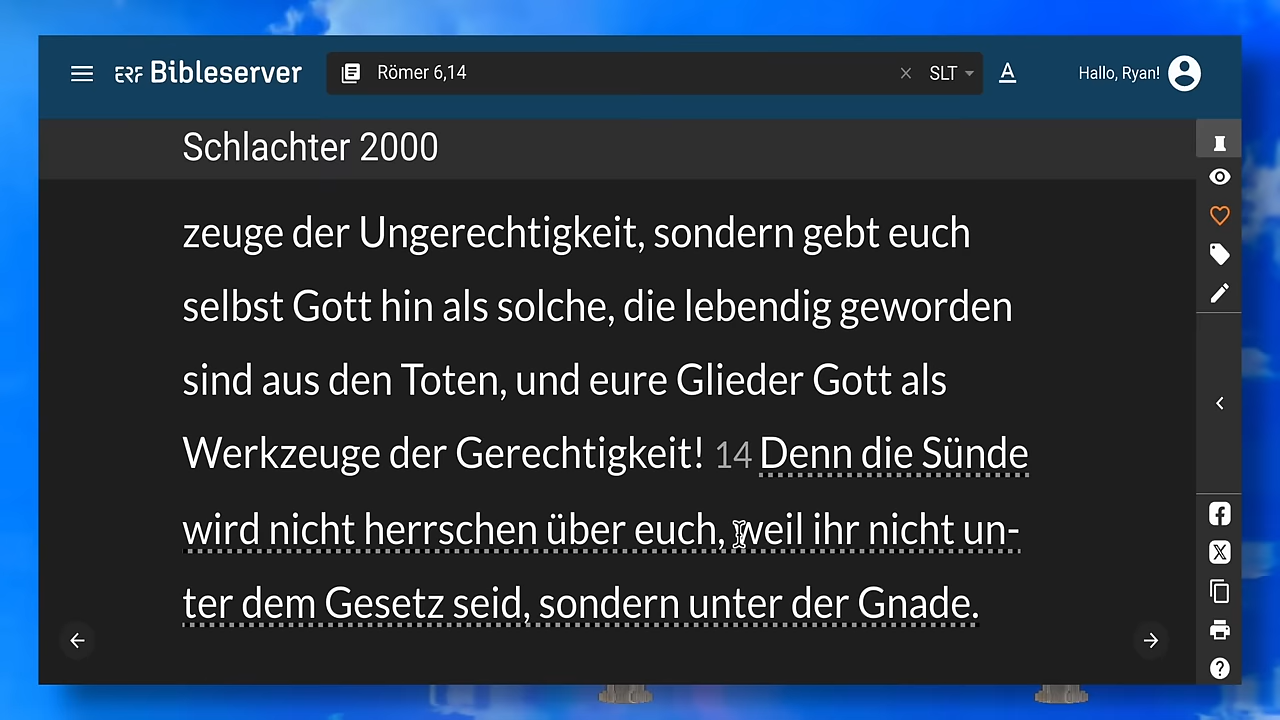 ERF Bibleserver
Römer 6,14
SLT
A
Hallo, Ryan!
Schlachter 2000
zeuge der Ungerechtigkeit, sondern gebt euch
selbst Gott hin als solche, die lebendig geworden
sind aus den Toten, und eure Glieder Gott als
Werkzeuge der Gerechtigkeit! 14 Denn die Sünde
wird nicht herrschen über euch, weil ihr nicht un-
ter dem Gesetz seid, sondern unter der Gnade.